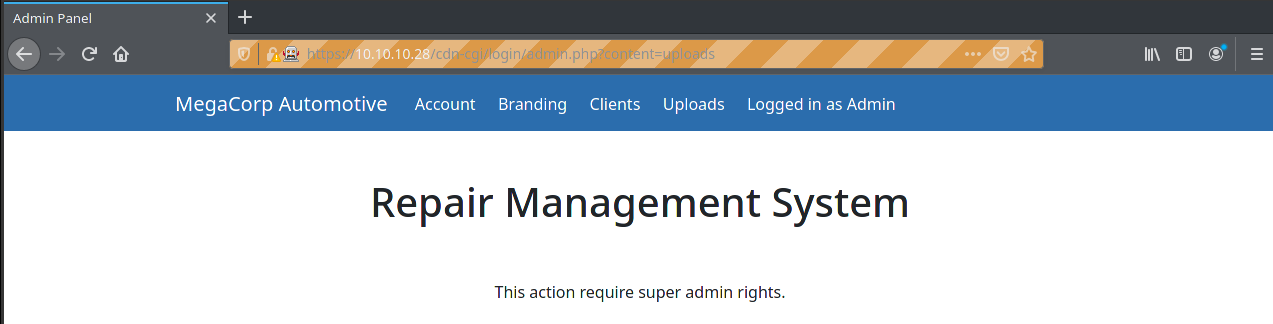 Admin Panel
https://10.10.10.28/cdn-cgi/login/admin.php?content=uploads
MegaCorp Automotive Account Branding Clients Uploads Logged in as Admin
Repair Management System
This action require super admin rights.